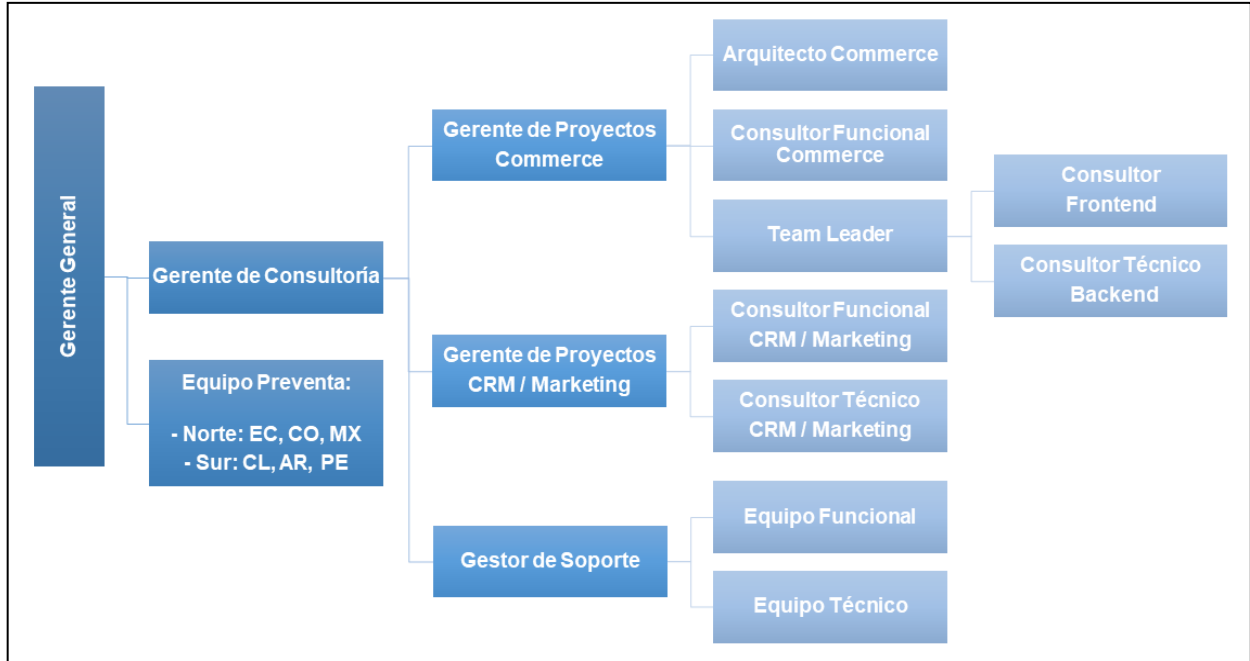 Gerente General
Gerente de Consultoría
Equipo Preventa:
- Norte: EC, CO, MX
- Sur: CL, AR, PE
Gerente de Proyectos
Commerce
Arquitecto Commerce
Consultor Funcional
Commerce
Team Leader
Consultor
Frontend
Consultor Técnico
Backend
Gerente de Proyectos
CRM / Marketing
Consultor Funcional
CRM / Marketing
Consultor Técnico
CRM / Marketing
Gestor de Soporte
Equipo Funcional
Equipo Técnico